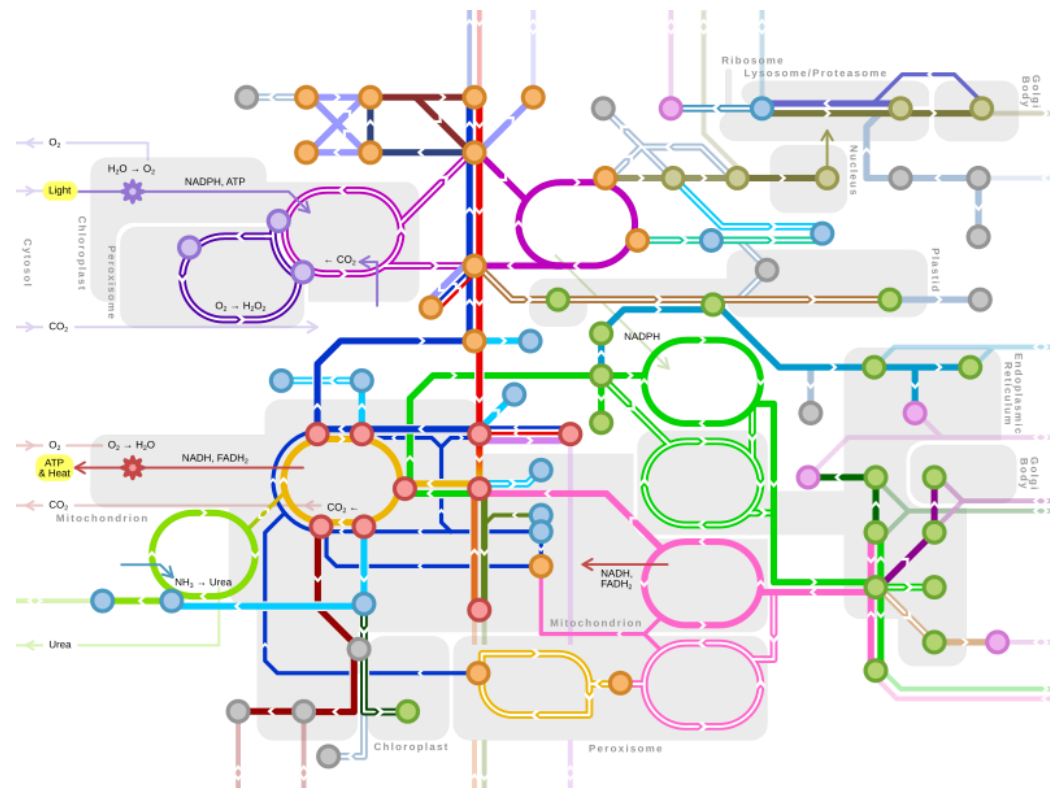 Ribosome
Lysosome/Proteasome
Golgi
Body
O₂
H₂O → O₂
Light
NADPH, ATP
Nucleus
Chloroplast
Peroxisome
Cytosol
← CO₂
O₂ → H₂O₂
Plastid
CO₂
NADPH
Endoplasmic
Reticulum
O₂
O₂ → H₂O
ATP
& Heat
NADH, FADH₂
Golgi
Body
CO₂
CO₂ ←
Mitochondrion
NH₃ → Urea
NADH,
FADH₂
Mitochondrion
Urea
Chloroplast
Peroxisome